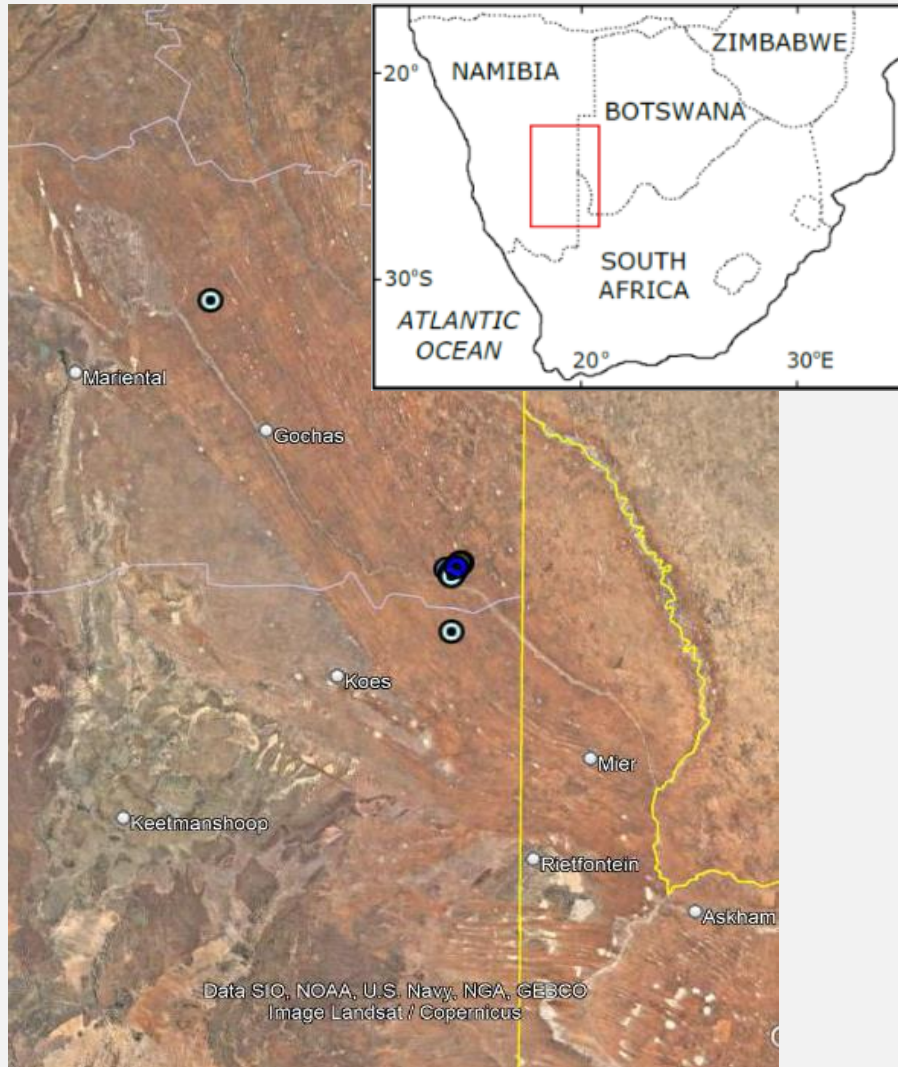 ZIMBABWE
NAMIBIA
20°
BOTSWANA
SOUTH
AFRICA
30°S
ATLANTIC
OCEAN
20°
30°E
Mariental
Gochas
Koes
Mier
Keetmanshoop
Rietfontein
Askham
Data SIO, NOAA, U.S. Navy, NGA, GEBCO
Image Landsat / Copernicus